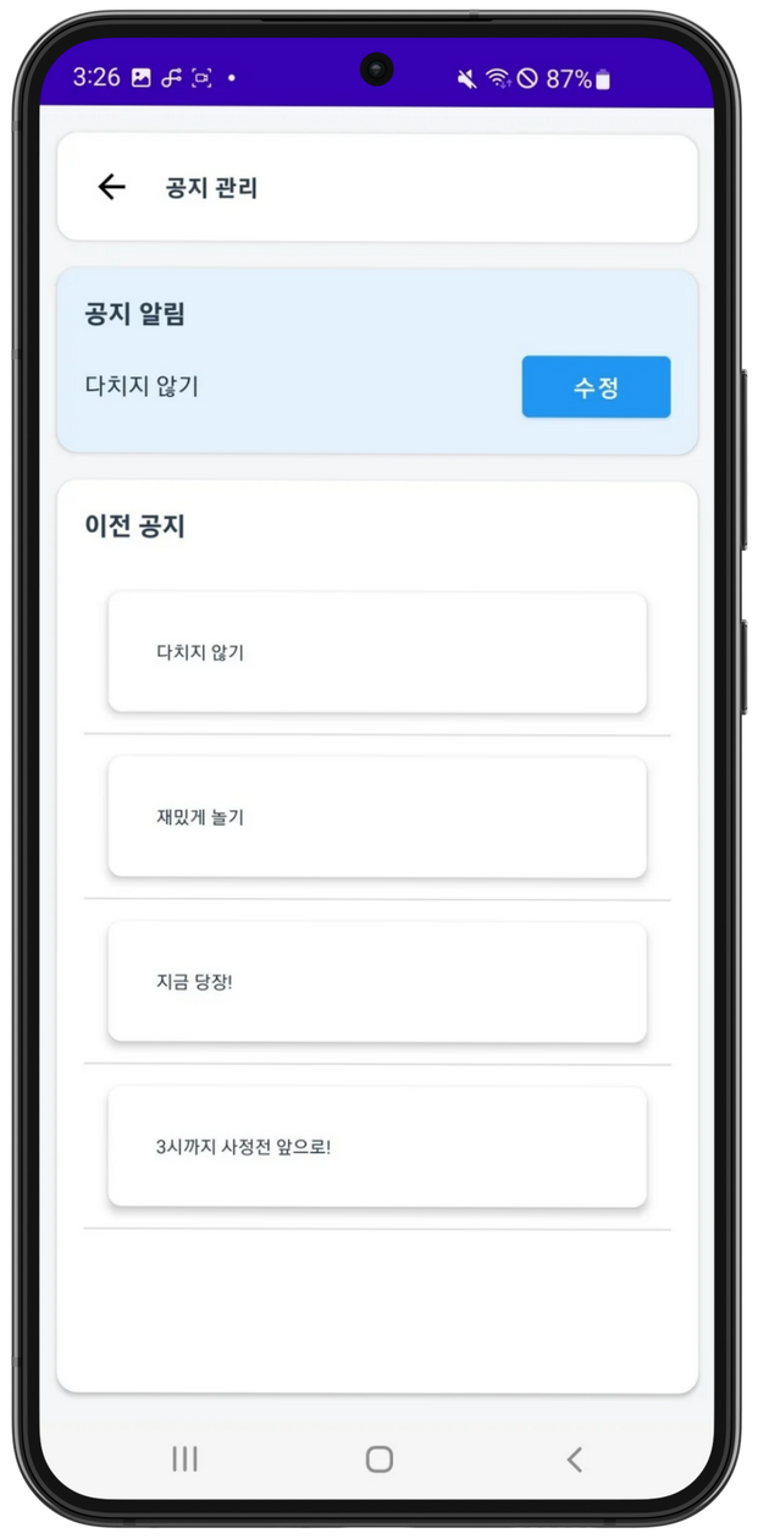 3:26 87%
공지 관리
공지 알림
다치지 않기
수정
이전 공지
다치지 않기
재밌게 놀기
지금 당장!
3시까지 사정전 앞으로!